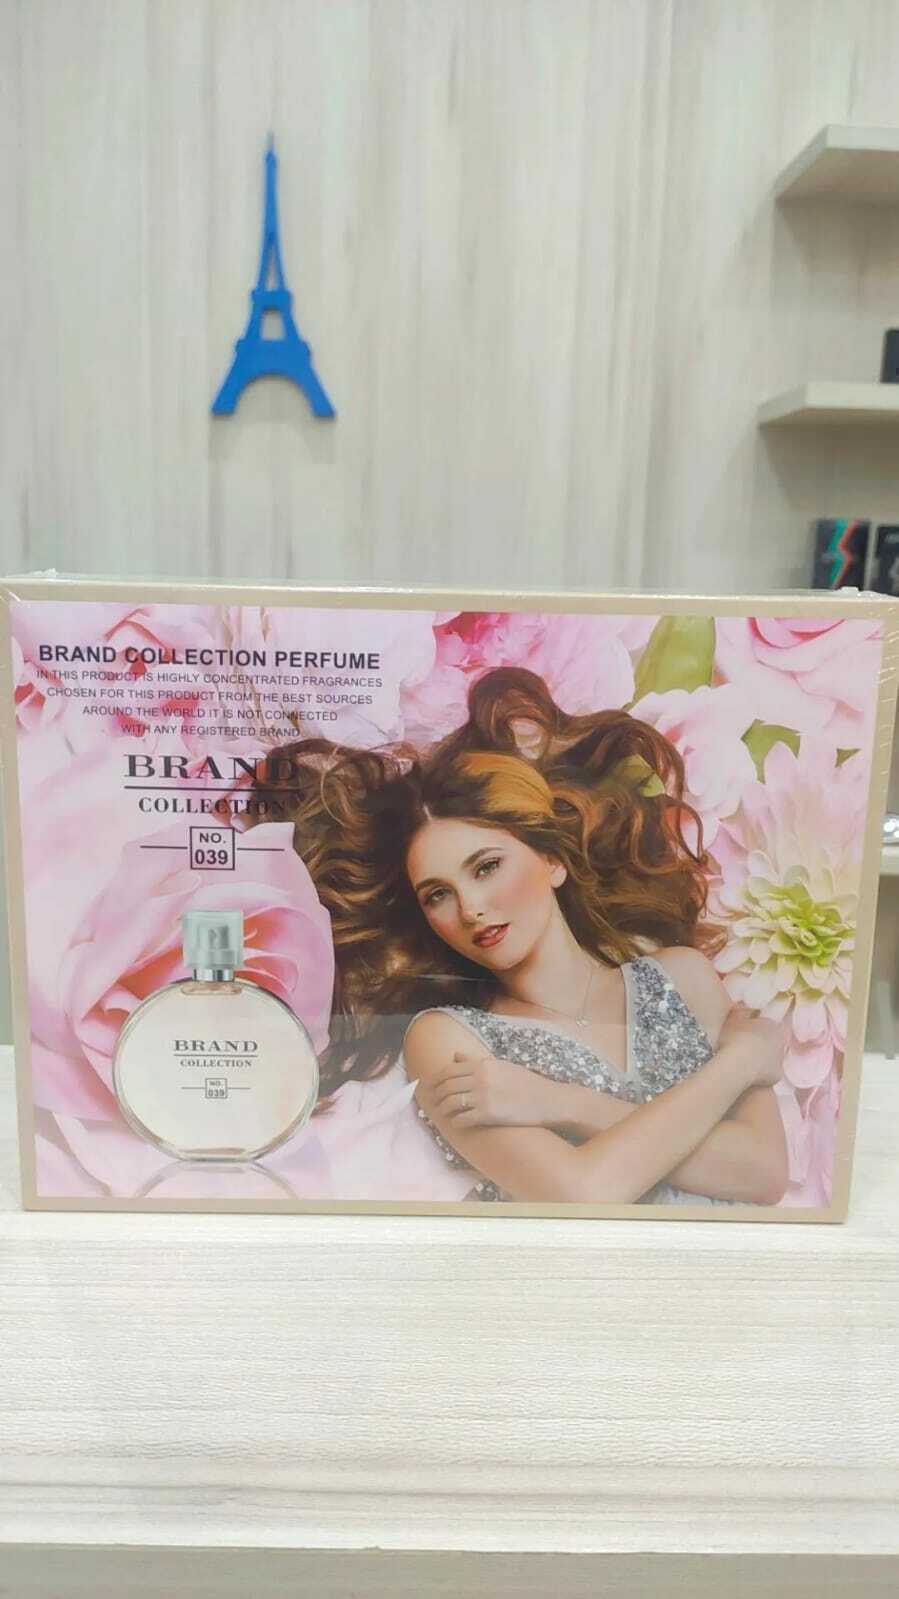 BRAND COLLECTION PERFUME
IN THIS PRODUCT IS HIGHLY CONCENTRATED FRAGRANCES
CHOSEN FOR THIS PRODUCT FROM THE BEST SOURCES
AROUND THE WORLD IT IS NOT CONNECTED
WITH ANY REGISTERED BRAND
BRAND
COLLECTION
NO.
039
BRAND
COLLECTION
NO.
039